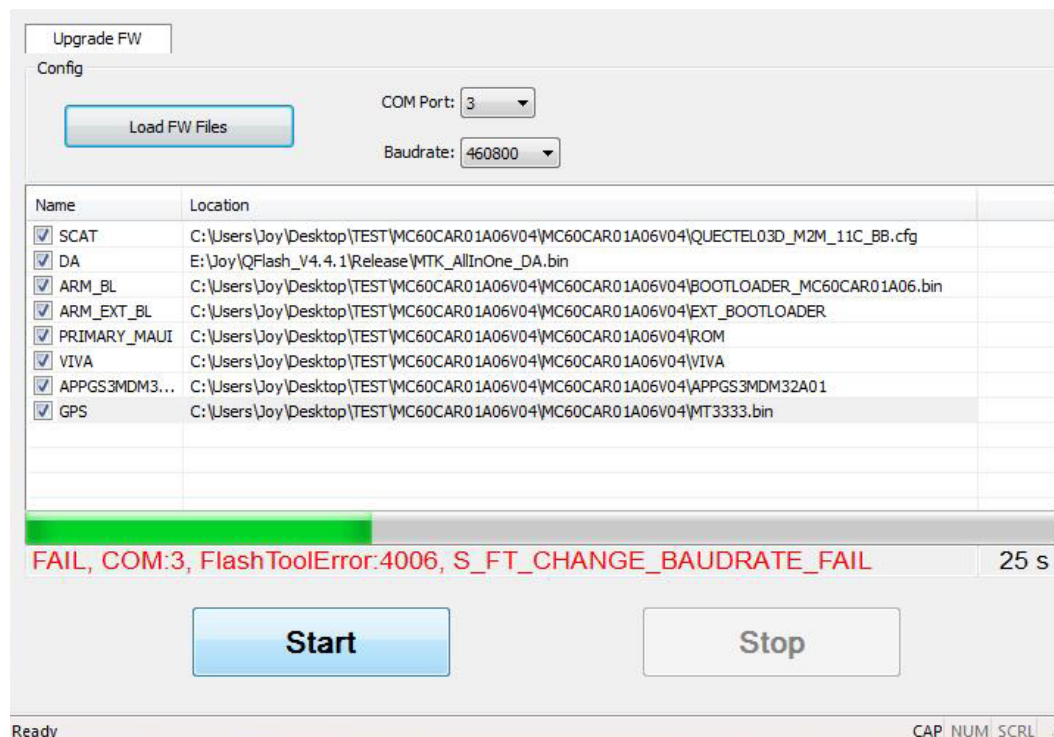 Upgrade FW
Config
Load FW Files
COM Port: 3
Baudrate: 460800
Name Location
SCAT C:\Users\Joy\Desktop\TEST\MC60CAR01A06V04\MC60CAR01A06V04\QUECTEL03D_M2M_11C_BB.cfg
DA E:\Joy\QFlash_V4.4.1\Release\MTK_AllInOne_DA.bin
ARM_BL C:\Users\Joy\Desktop\TEST\MC60CAR01A06V04\MC60CAR01A06V04\BOOTLOADER_MC60CAR01A06.bin
ARM_EXT_BL C:\Users\Joy\Desktop\TEST\MC60CAR01A06V04\MC60CAR01A06V04\EXT_BOOTLOADER
PRIMARY_MAUI C:\Users\Joy\Desktop\TEST\MC60CAR01A06V04\MC60CAR01A06V04\ROM
VIVA C:\Users\Joy\Desktop\TEST\MC60CAR01A06V04\MC60CAR01A06V04\VIVA
APPGS3MDM3... C:\Users\Joy\Desktop\TEST\MC60CAR01A06V04\MC60CAR01A06V04\APPGS3MDM32A01
GPS C:\Users\Joy\Desktop\TEST\MC60CAR01A06V04\MC60CAR01A06V04\MT3333.bin
FAIL, COM:3, FlashToolError:4006, S_FT_CHANGE_BAUDRATE_FAIL 25 s
Start Stop
Ready CAP NUM SCRL